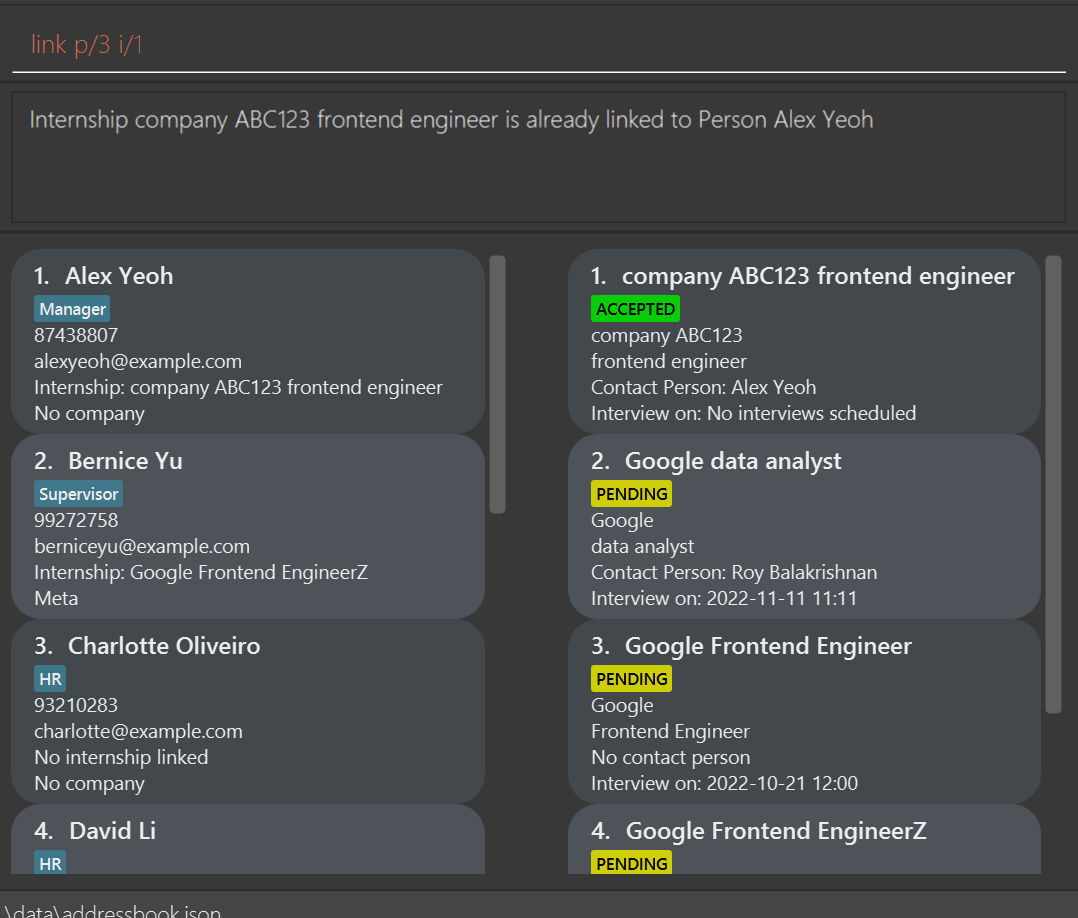 link p/3 i/1
Internship company ABC123 frontend engineer is already linked to Person Alex Yeoh
1. Alex Yeoh
Manager
87438807
alexyeoh@example.com
Internship: company ABC123 frontend engineer
No company
2. Bernice Yu
Supervisor
99272758
berniceyu@example.com
Internship: Google Frontend EngineerZ
Meta
3. Charlotte Oliveiro
HR
93210283
charlotte@example.com
No internship linked
No company
4. David Li
HR
1. company ABC123 frontend engineer
ACCEPTED
company ABC123
frontend engineer
Contact Person: Alex Yeoh
Interview on: No interviews scheduled
2. Google data analyst
PENDING
Google
data analyst
Contact Person: Roy Balakrishnan
Interview on: 2022-11-11 11:11
3. Google Frontend Engineer
PENDING
Google
Frontend Engineer
No contact person
Interview on: 2022-10-21 12:00
4. Google Frontend EngineerZ
PENDING
\data\addressbook.json